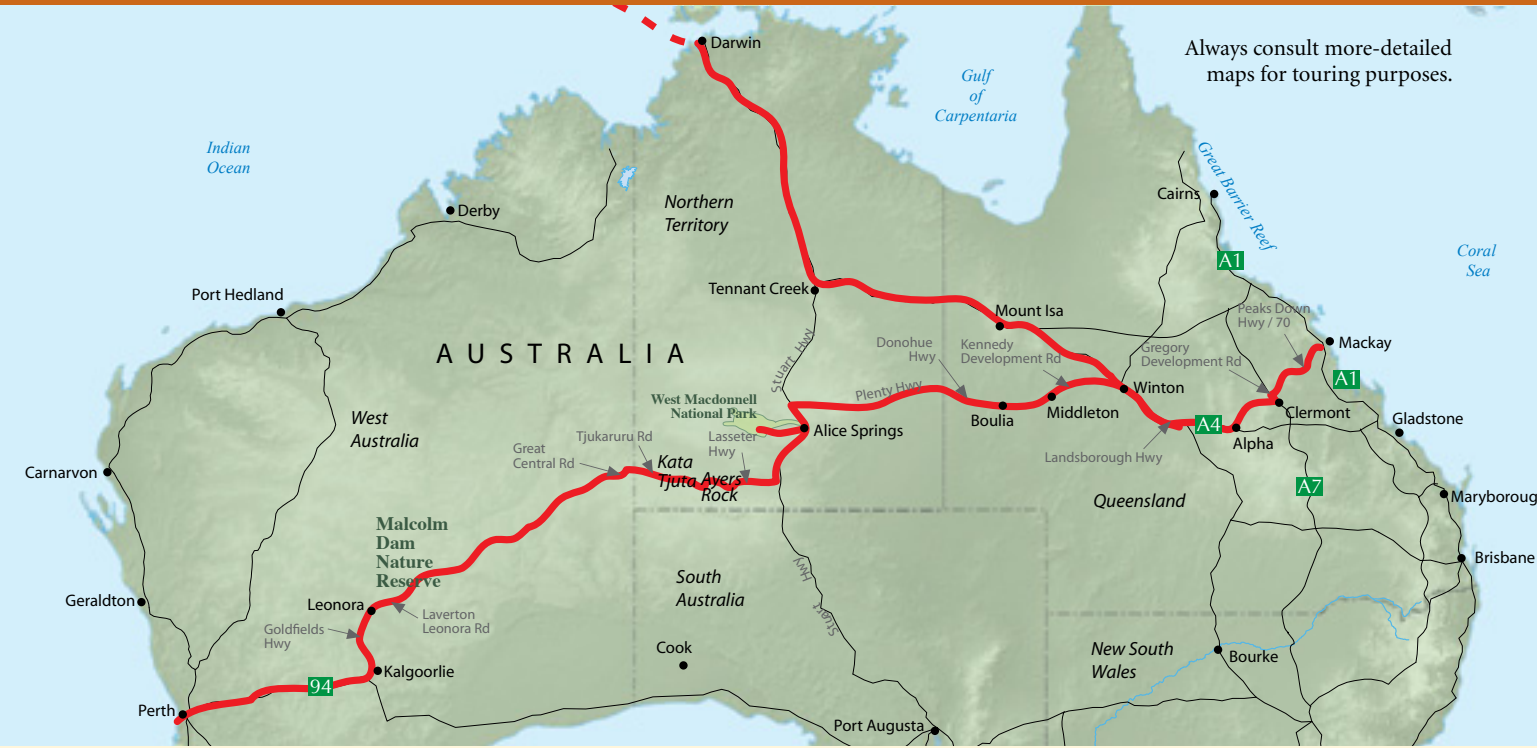 Darwin
Always consult more-detailed
maps for touring purposes.
Gulf
of
Carpentaria
Indian
Ocean
Great Barrier Reef
Cairns
Derby
Northern
Territory
A1
Coral
Sea
Tennant Creek
Port Hedland
Mount Isa
Peaks Down
Hwy / 70
Mackay
AUSTRALIA
Stuart Hwy
Donohue
Hwy
Kennedy
Development Rd
Gregory
Development Rd
A1
Plenty Hwy
Winton
West Macdonnell
National Park
Middleton
Boulia
Clermont
Gladstone
West
Australia
Alice Springs
A4
Alpha
Tjukaruru Rd
Lasseter
Hwy
Great
Central Rd
Landsborough Hwy
Kata
Tjuta
Ayers
Rock
Carnarvon
A7
Queensland
Maryboroug
Malcolm
Dam
Nature
Reserve
Hwy
Stuart
Brisbane
South
Australia
Geraldton
Leonora
Laverton
Leonora Rd
Goldfields
Hwy
Cook
New South
Wales
Bourke
Kalgoorlie
94
Perth
Port Augusta